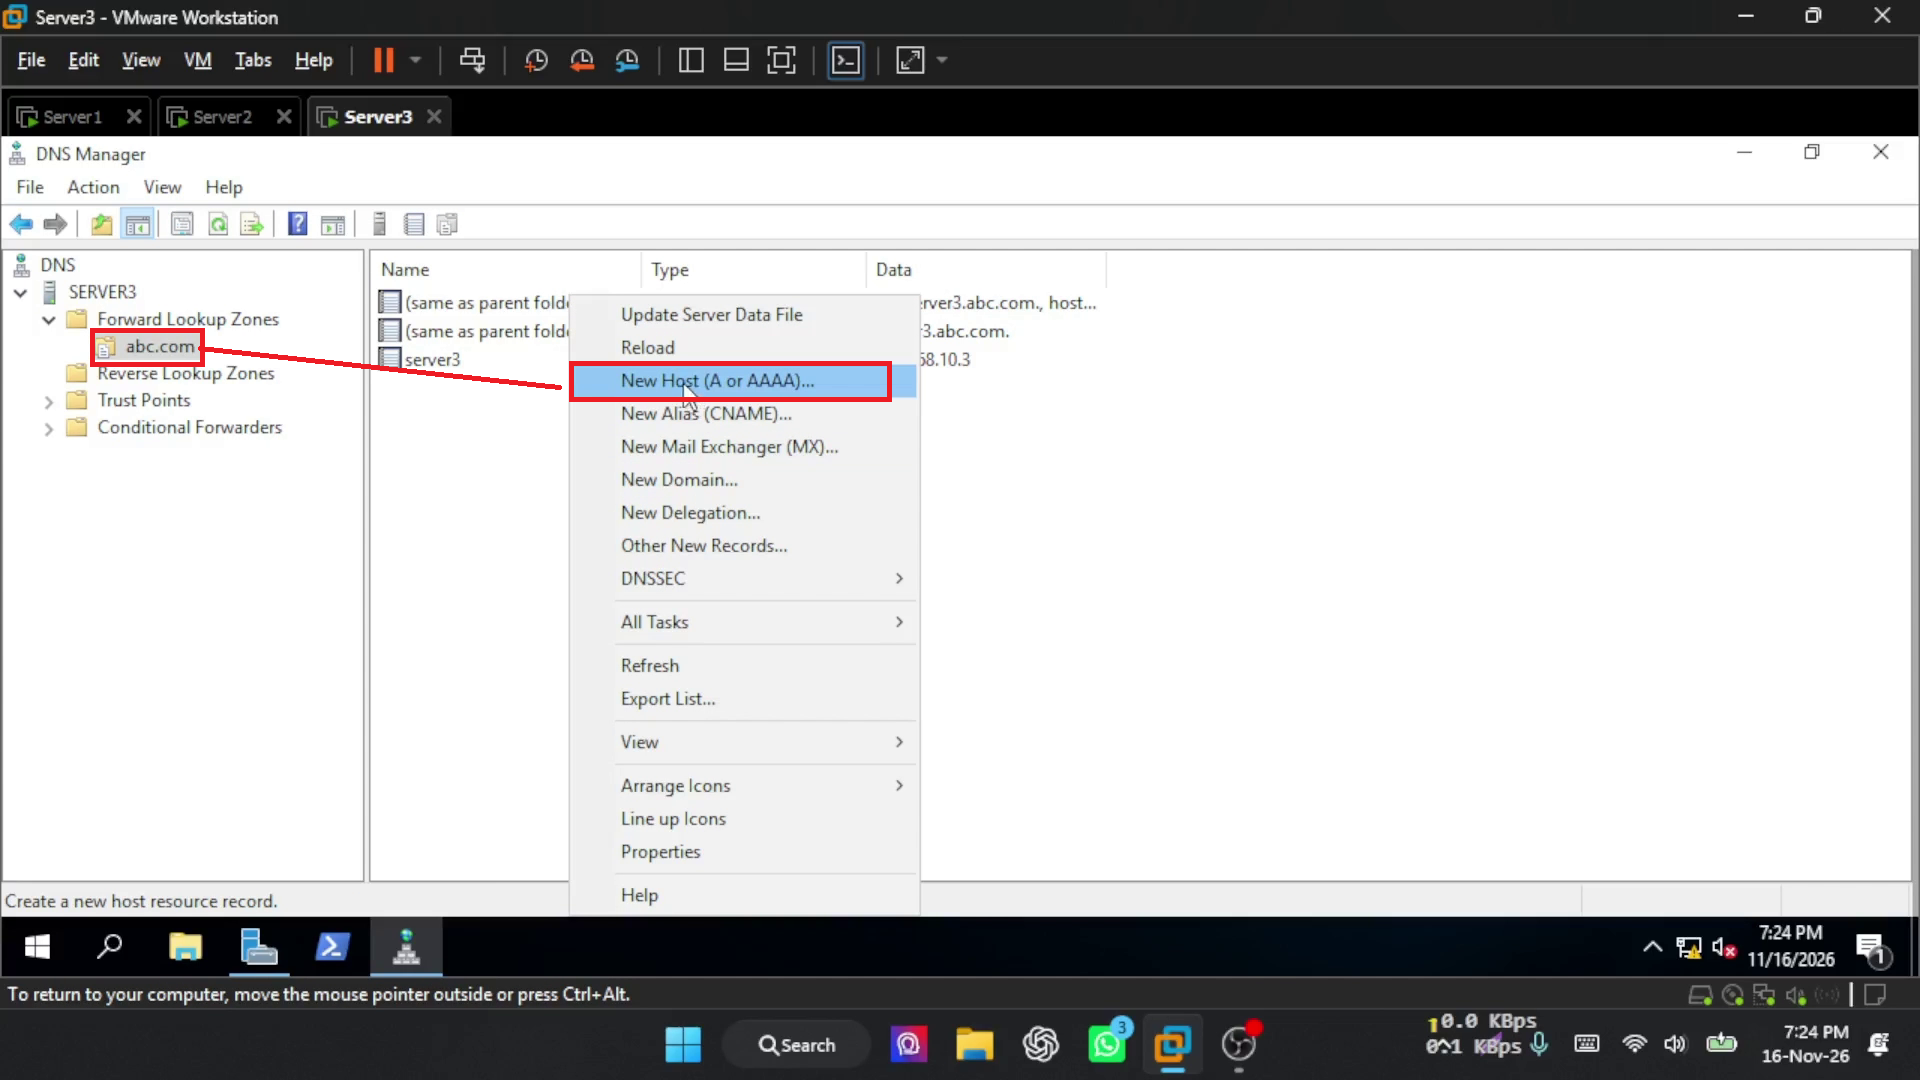 Server3 - VMware Workstation
File Edit View VM Tabs Help
Server1 Server2 Server3
DNS Manager
File Action View Help
DNS
SERVER3
Forward Lookup Zones
abc.com
Reverse Lookup Zones
Trust Points
Conditional Forwarders
Name Type Data
(same as parent folde rver3.abc.com., host...
(same as parent folde r3.abc.com.
server3 58.10.3
Update Server Data File
Reload
New Host (A or AAAA)...
New Alias (CNAME)...
New Mail Exchanger (MX)...
New Domain...
New Delegation...
Other New Records...
DNSSEC
All Tasks
Refresh
Export List...
View
Arrange Icons
Line up Icons
Properties
Help
Create a new host resource record.
7:24 PM
11/16/2026
1
To return to your computer, move the mouse pointer outside or press Ctrl+Alt.
Search
3
0.0 KBps
KBps
7:24 PM
16-Nov-26